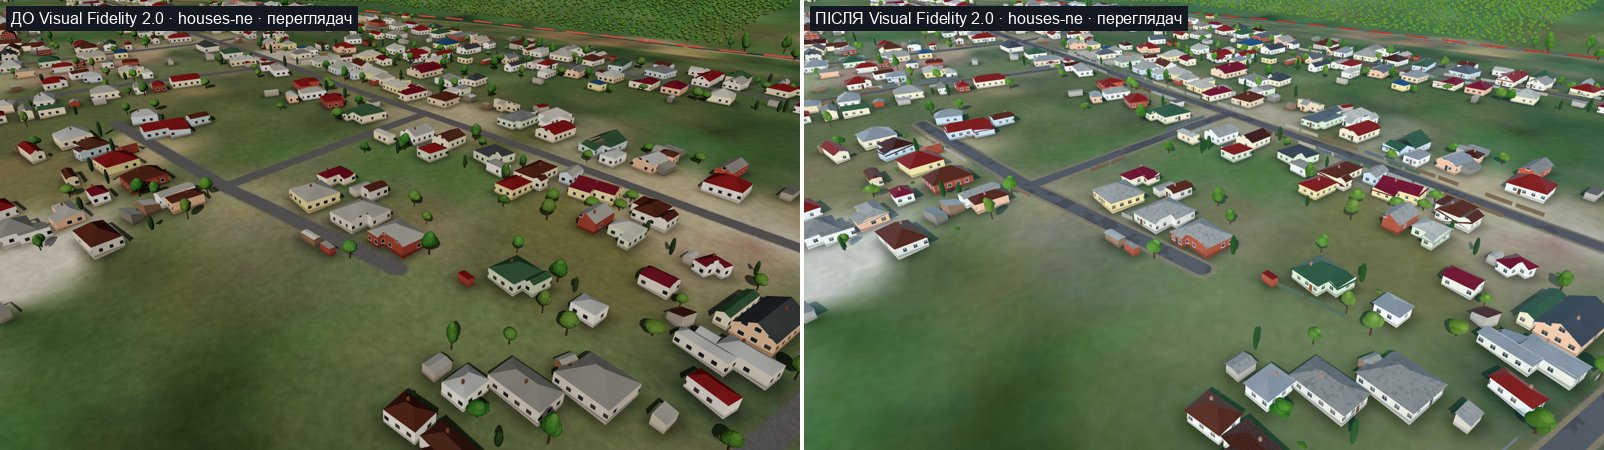 ДО Visual Fidelity 2.0 · houses-ne · переглядач
ПІСЛЯ Visual Fidelity 2.0 · houses-ne · переглядач